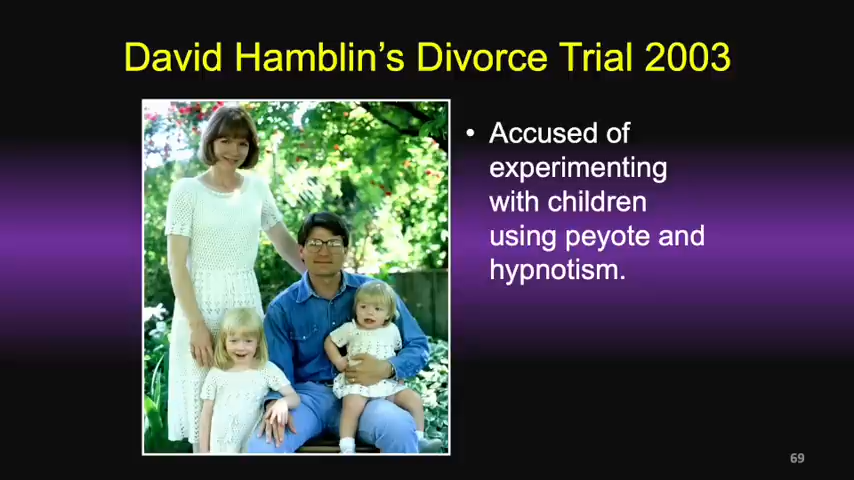 David Hamblin’s Divorce Trial 2003
• Accused of
experimenting
with children
using peyote and
hypnotism.
69